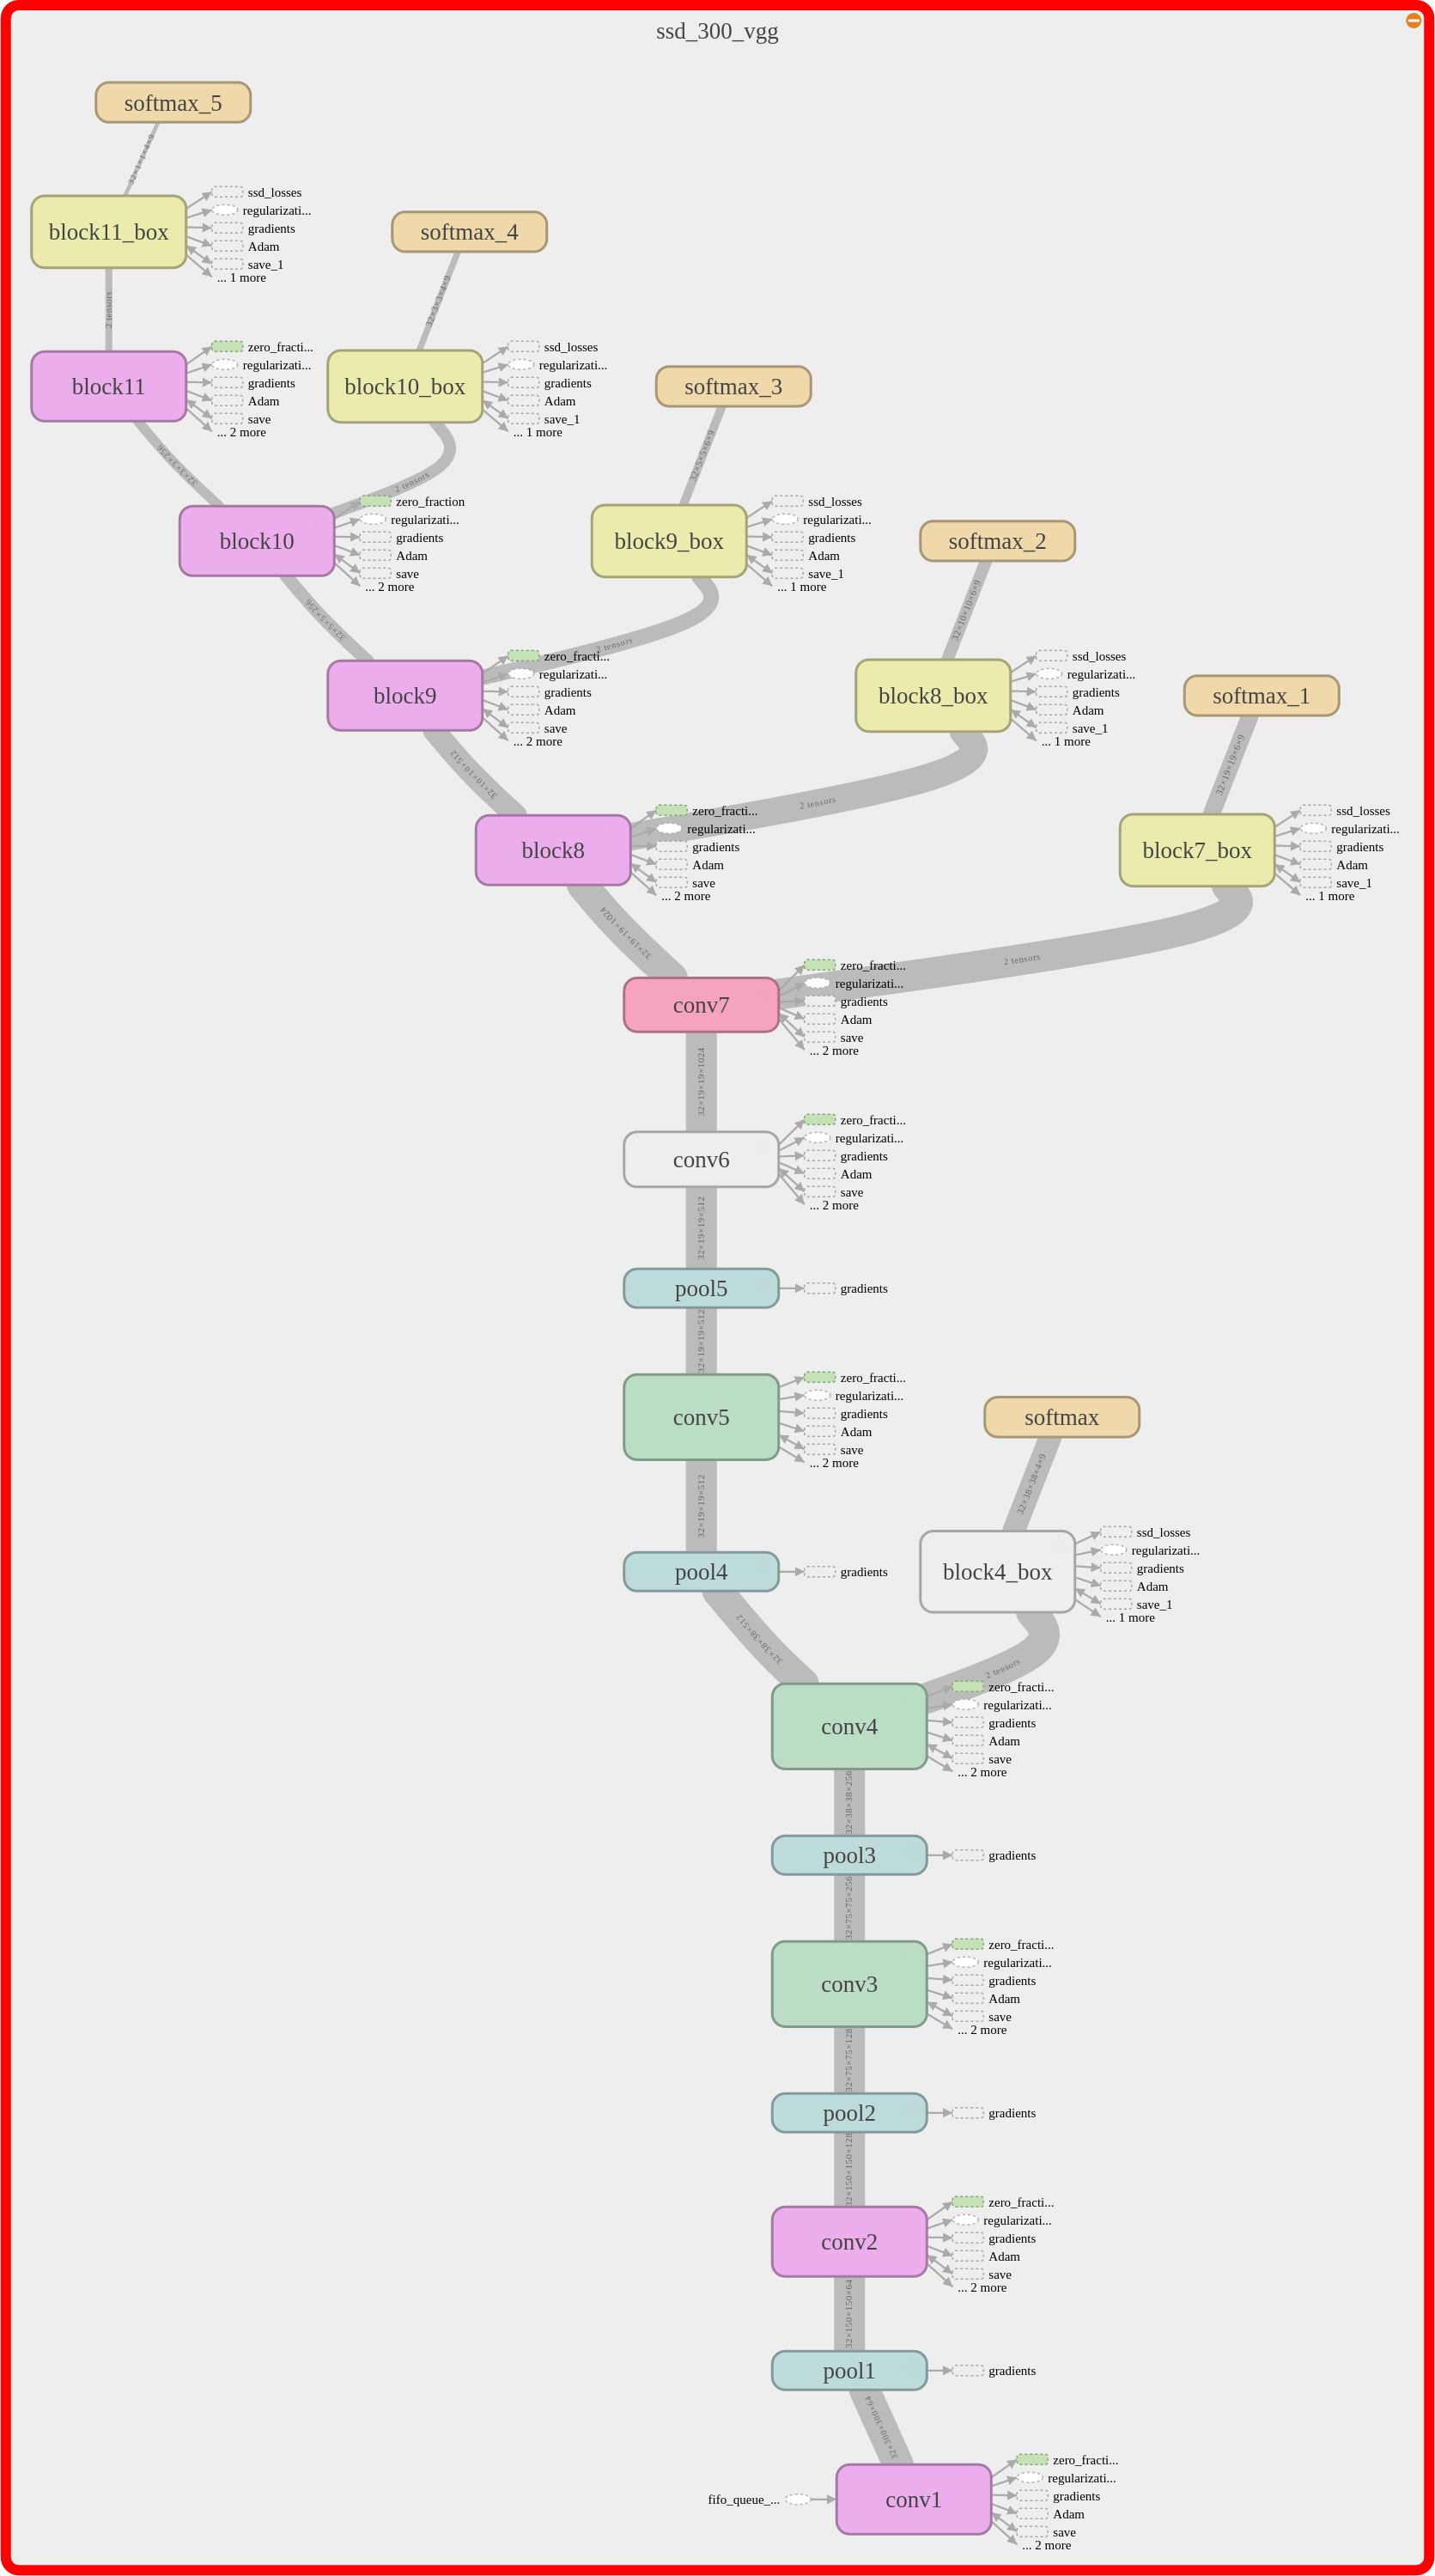 ssd_300_vgg
softmax_5
32×1×1×4×9
block11_box
ssd_losses
regularizati...
gradients
Adam
save_1
... 1 more
softmax_4
32×3×3×4×9
2 tensors
block11
zero_fracti...
regularizati...
gradients
Adam
save
... 2 more
block10_box
ssd_losses
regularizati...
gradients
Adam
save_1
... 1 more
softmax_3
32×5×5×6×9
32×3×3×256
2 tensors
block10
zero_fraction
regularizati...
gradients
Adam
save
... 2 more
block9_box
ssd_losses
regularizati...
gradients
Adam
save_1
... 1 more
softmax_2
32×10×10×6×9
32×5×5×256
2 tensors
block9
zero_fracti...
regularizati...
gradients
Adam
save
... 2 more
block8_box
ssd_losses
regularizati...
gradients
Adam
save_1
... 1 more
softmax_1
32×19×19×6×9
32×10×10×512
2 tensors
block8
zero_fracti...
regularizati...
gradients
Adam
save
... 2 more
block7_box
ssd_losses
regularizati...
gradients
Adam
save_1
... 1 more
32×19×19×1024
2 tensors
conv7
zero_fracti...
regularizati...
gradients
Adam
save
... 2 more
32×19×19×1024
conv6
zero_fracti...
regularizati...
gradients
Adam
save
... 2 more
32×19×19×512
pool5
gradients
32×19×19×512
conv5
zero_fracti...
regularizati...
gradients
Adam
save
... 2 more
softmax
32×38×38×4×9
32×19×19×512
pool4
gradients
block4_box
ssd_losses
regularizati...
gradients
Adam
save_1
... 1 more
32×38×38×512
2 tensors
conv4
zero_fracti...
regularizati...
gradients
Adam
save
... 2 more
32×38×38×256
pool3
gradients
32×75×75×256
conv3
zero_fracti...
regularizati...
gradients
Adam
save
... 2 more
32×75×75×128
pool2
gradients
32×150×150×128
conv2
zero_fracti...
regularizati...
gradients
Adam
save
... 2 more
32×150×150×64
pool1
gradients
32×300×300×64
fifo_queue_...
conv1
zero_fracti...
regularizati...
gradients
Adam
save
... 2 more